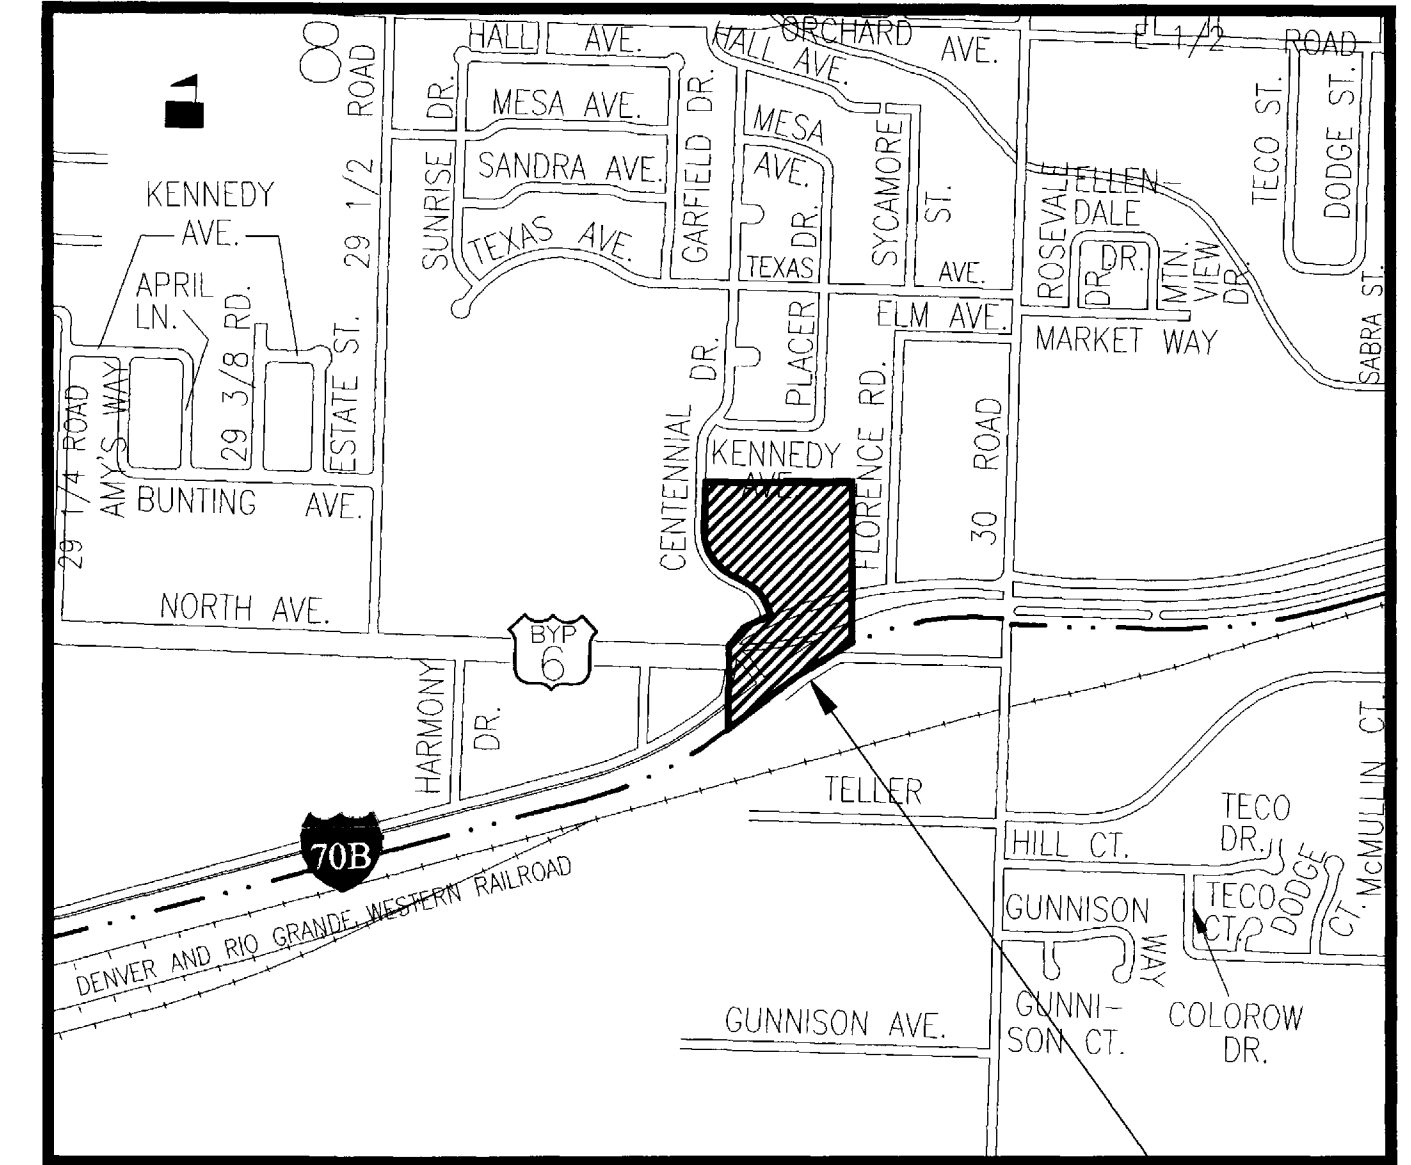 HALL AVE.
HALL AVE.
ORCHARD AVE.
E 1/2 ROAD
29 1/2 ROAD
SUNRISE DR.
MESA AVE.
GARFIELD DR.
MESA
AVE.
SYCAMORE ST.
TECO ST.
DODGE ST.
KENNEDY
AVE.
SANDRA AVE.
TEXAS AVE.
PLACER DR.
TEXAS AVE.
ROSEVALE DR.
ELLEN
DALE
DR.
MTN.
VIEW
DR.
SABRA ST.
APRIL
LN.
29 3/8 RD.
ESTATE ST.
ELM AVE.
MARKET WAY
29 1/4 ROAD
AMY'S WAY
BUNTING AVE.
CENTENNIAL DR.
KENNEDY
AVE.
FLORENCE RD.
30 ROAD
NORTH AVE.
BYP
6
HARMONY
DR.
70B
DENVER AND RIO GRANDE WESTERN RAILROAD
TELLER
HILL CT.
TECO
DR.
McMULLIN CT.
GUNNISON
WAY
TECO
CT.
DODGE
CT.
GUNNISON AVE.
GUNNI-
SON CT.
COLOROW
DR.